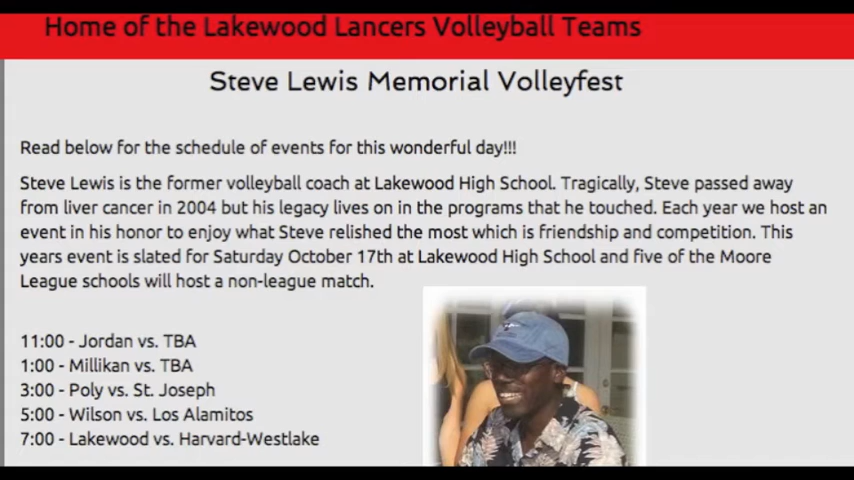 Home of the Lakewood Lancers Volleyball Teams
Steve Lewis Memorial Volleyfest
Read below for the schedule of events for this wonderful day!!!
Steve Lewis is the former volleyball coach at Lakewood High School. Tragically, Steve passed away
from liver cancer in 2004 but his legacy lives on in the programs that he touched. Each year we host an
event in his honor to enjoy what Steve relished the most which is friendship and competition. This
years event is slated for Saturday October 17th at Lakewood High School and five of the Moore
League schools will host a non-league match.
11:00 - Jordan vs. TBA
1:00 - Millikan vs. TBA
3:00 - Poly vs. St. Joseph
5:00 - Wilson vs. Los Alamitos
7:00 - Lakewood vs. Harvard-Westlake